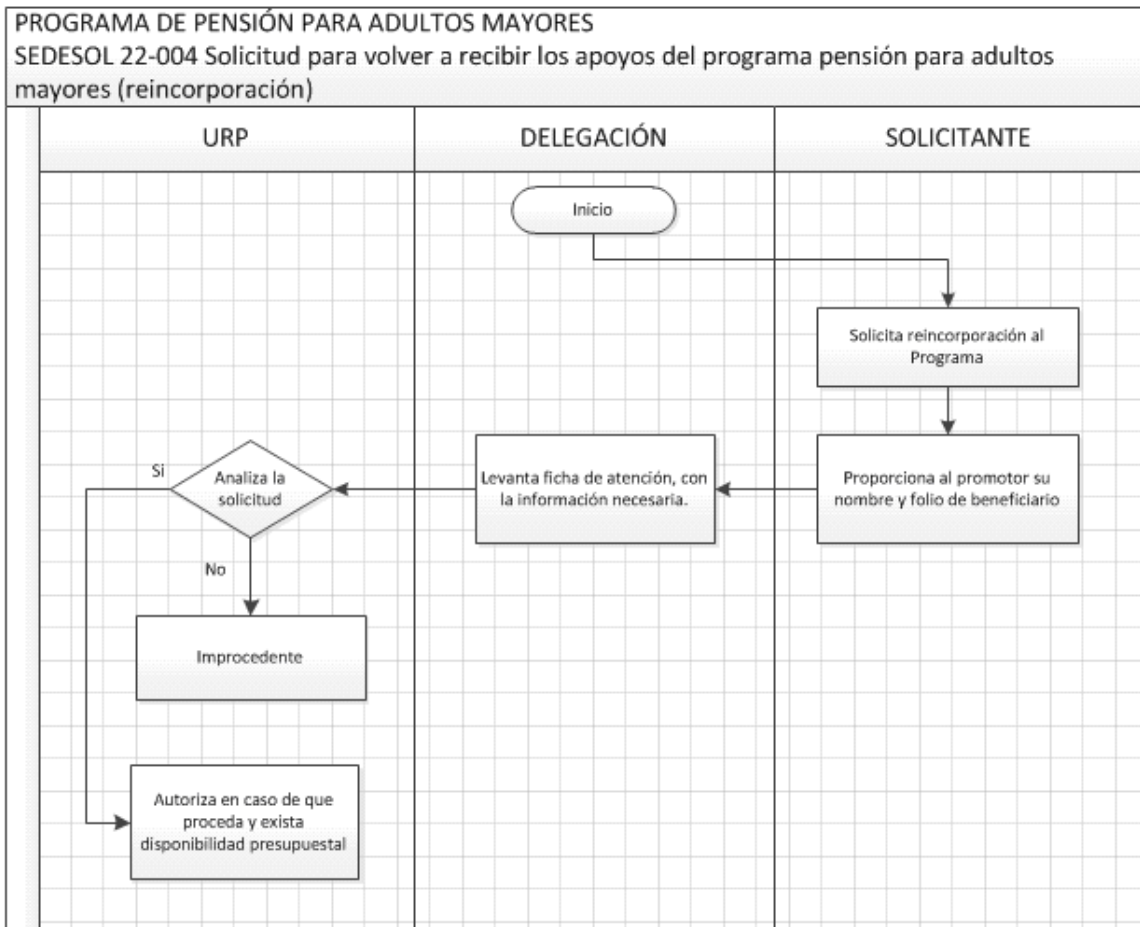 PROGRAMA DE PENSIÓN PARA ADULTOS MAYORES
SEDESOL 22-004 Solicitud para volver a recibir los apoyos del programa pensión para adultos
mayores (reincorporación)
URP
DELEGACIÓN
SOLICITANTE
Inicio
Solicita reincorporación al
Programa
Proporciona al promotor su
nombre y folio de beneficiario
Levanta ficha de atención, con
la información necesaria.
Analiza la
solicitud
Si
No
Improcedente
Autoriza en caso de que
proceda y exista
disponibilidad presupuestal